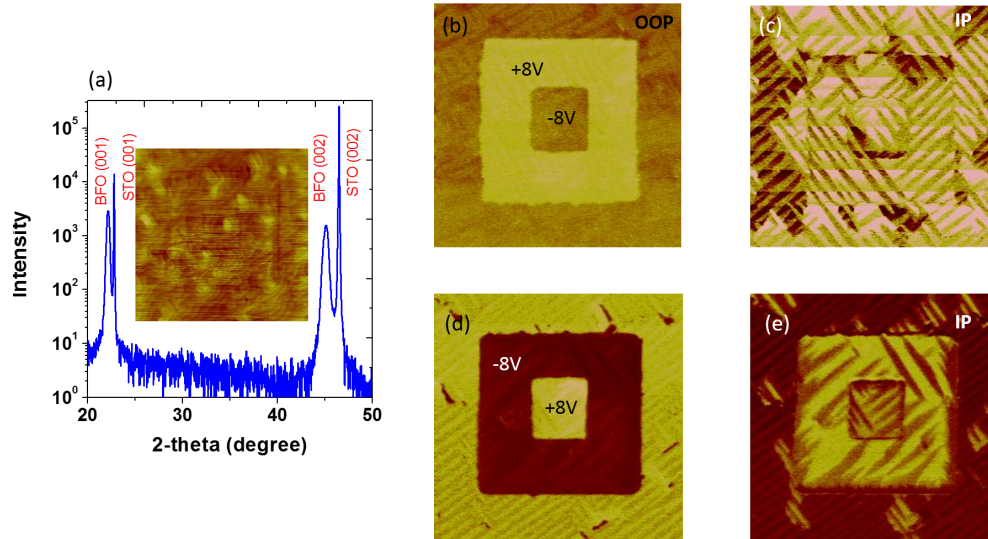 (a)
Intensity
10^5
10^4
10^3
10^2
10^1
10^0
BFO (001)
STO (001)
BFO (002)
STO (002)
20
30
40
50
2-theta (degree)
(b)
OOP
+8V
-8V
(c)
IP
(d)
-8V
+8V
(e)
IP